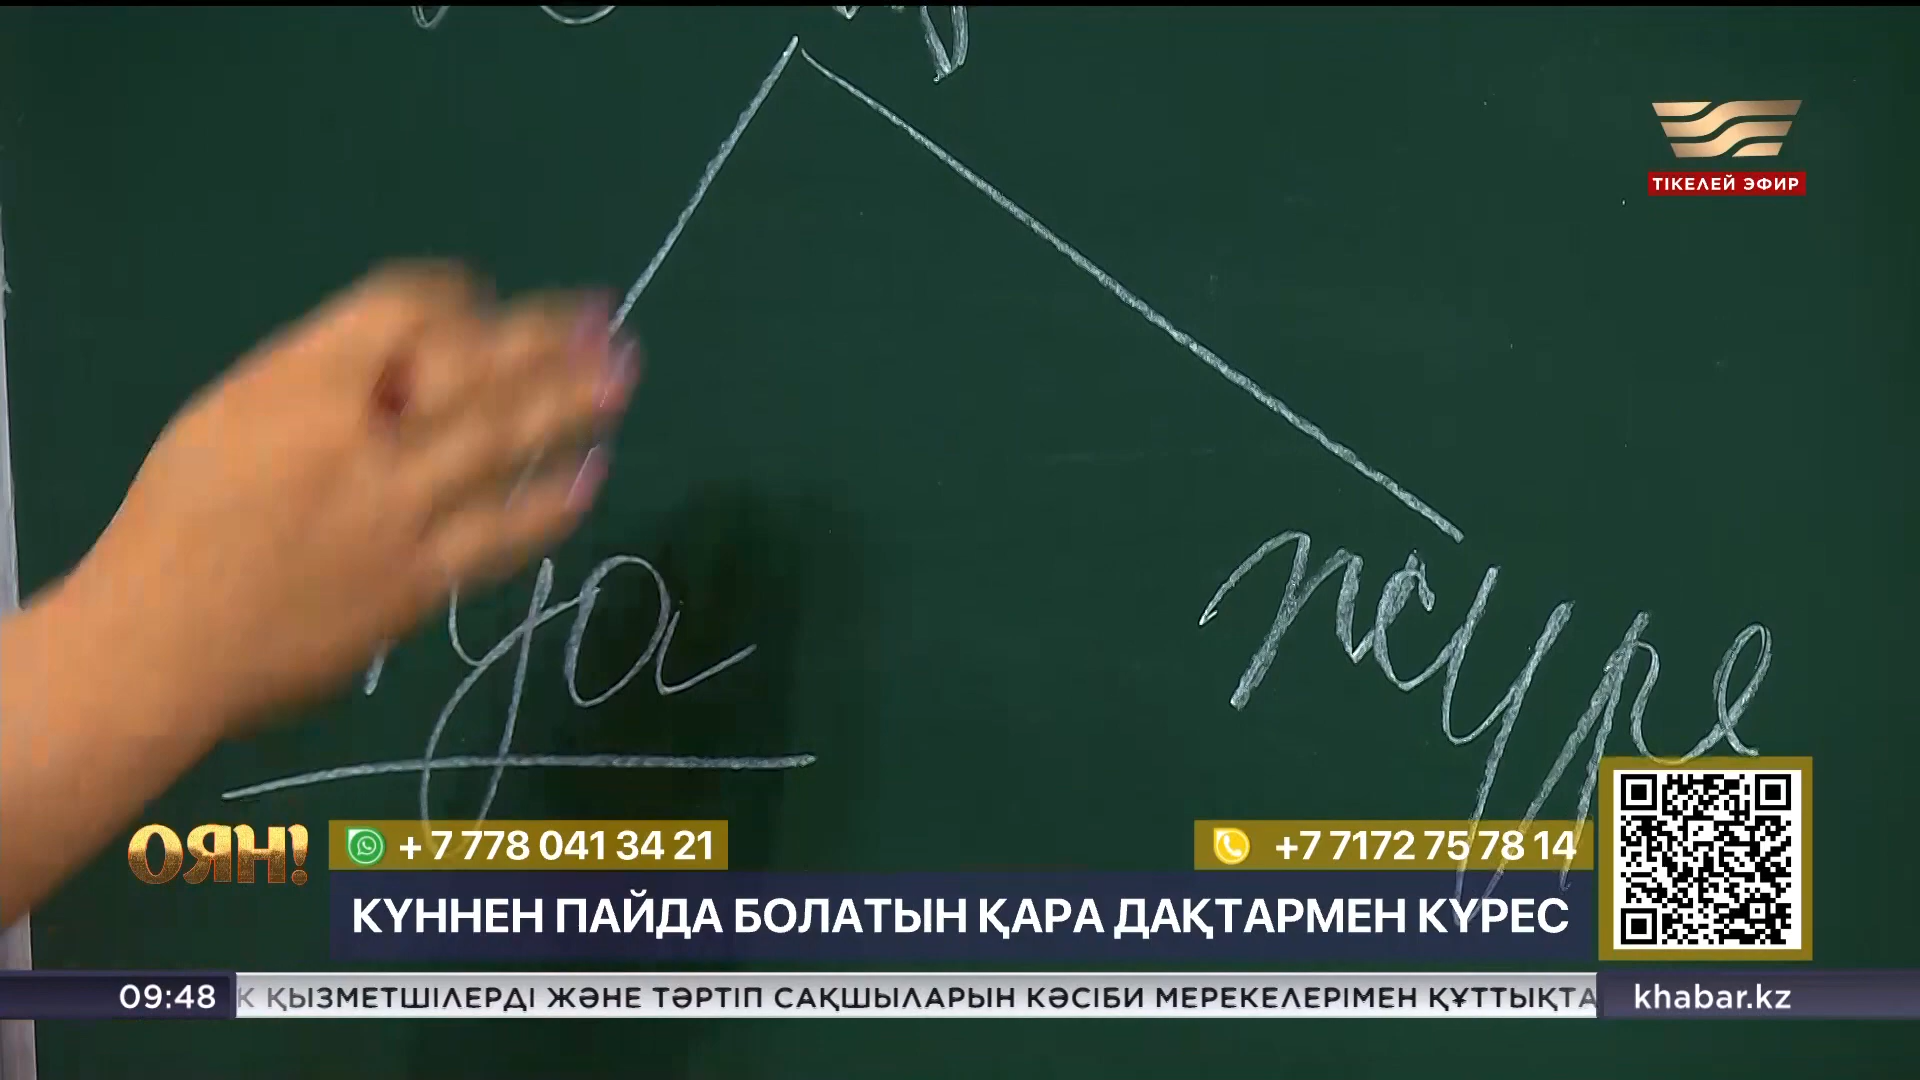 ТІКЕЛЕЙ ЭФИР
жүре
ОЯН!
+ 7 778 041 34 21
+7 7172 75 78 14
КҮННЕН ПАЙДА БОЛАТЫН ҚАРА ДАҚТАРМЕН КҮРЕС
09:48
К ҚЫЗМЕТШІЛЕРДІ ЖӘНЕ ТӘРТІП САҚШЫЛАРЫН КӘСІБИ МЕРЕКЕЛЕРІМЕН ҚҰТТЫҚТА
khabar.kz